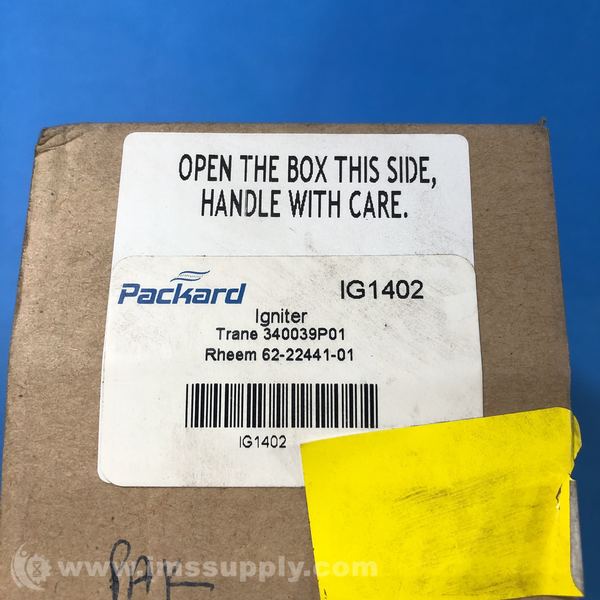 OPEN THE BOX THIS SIDE,
HANDLE WITH CARE.
Packard IG1402
Igniter
Trane 340039P01
Rheem 62-22441-01
IG1402
www.imssupply.com